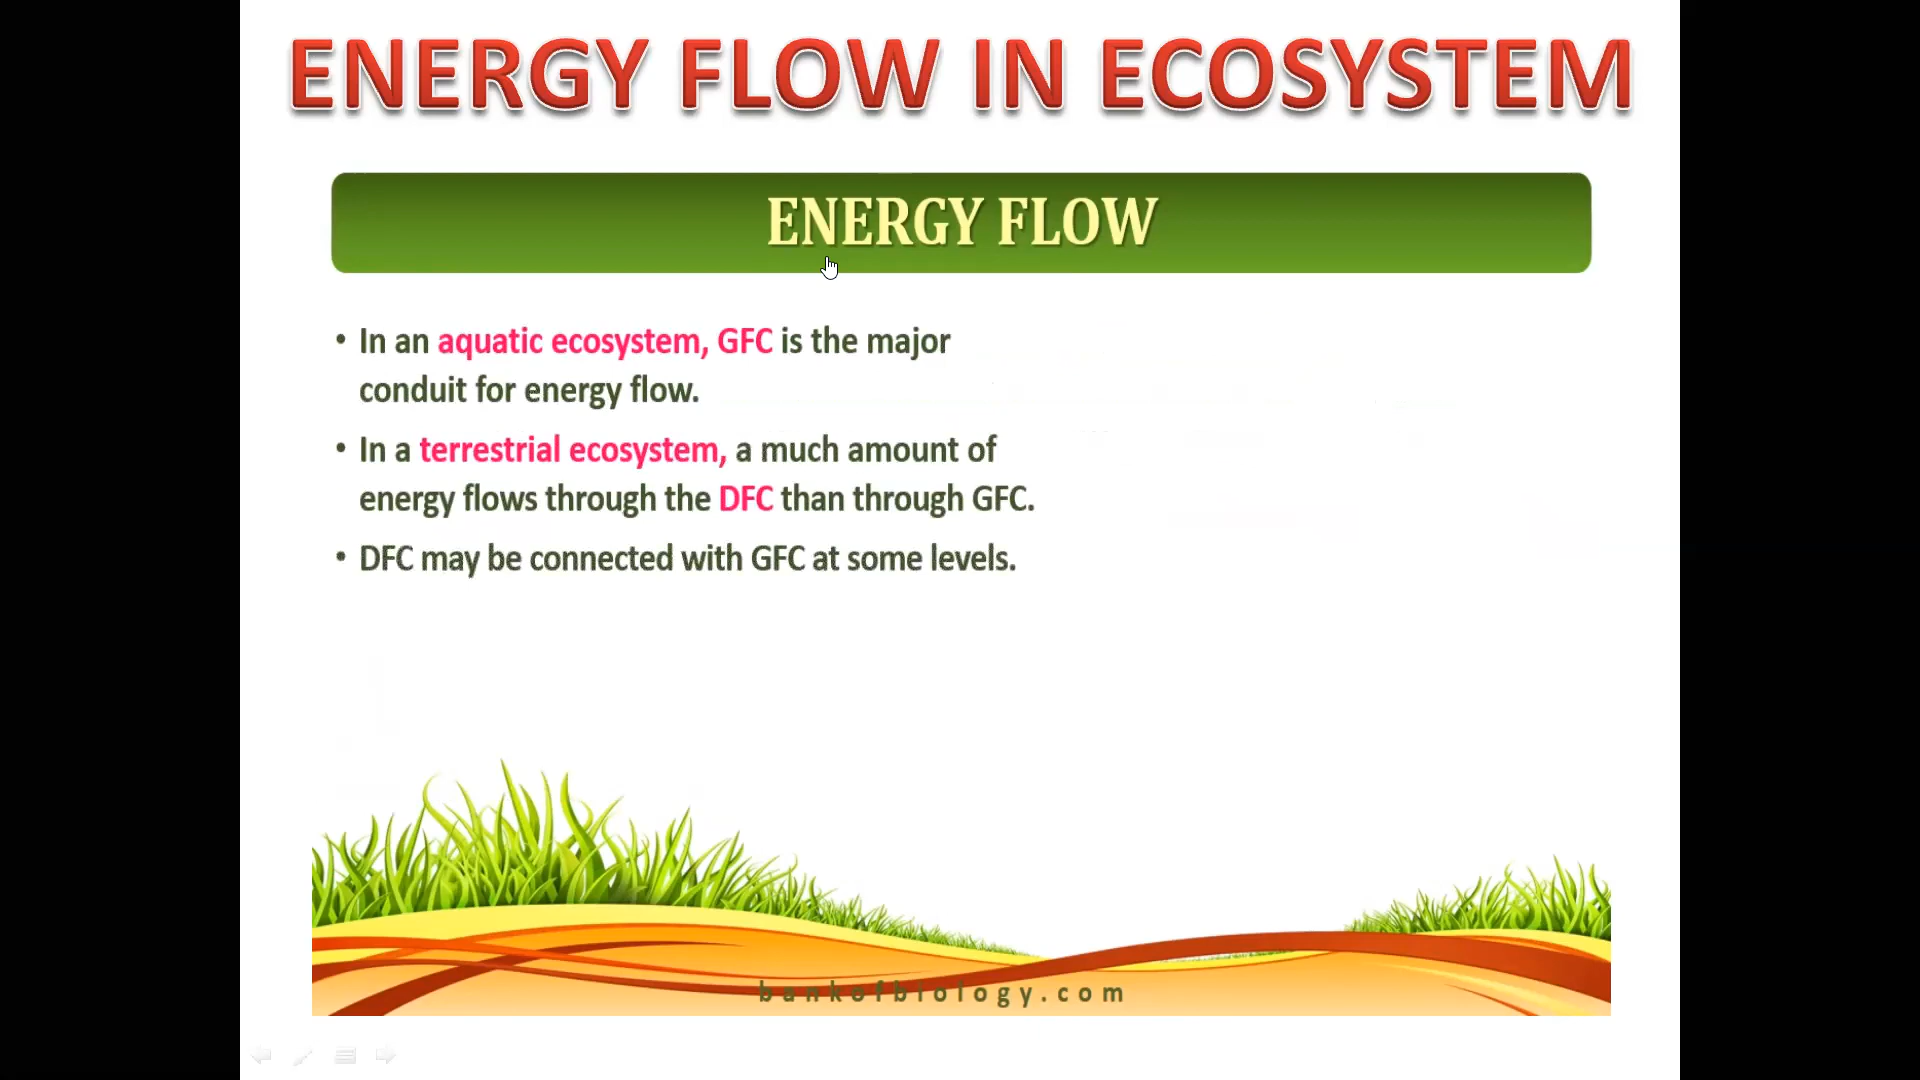 ENERGY FLOW IN ECOSYSTEM
ENERGY FLOW
• In an aquatic ecosystem, GFC is the major
conduit for energy flow.
• In a terrestrial ecosystem, a much amount of
energy flows through the DFC than through GFC.
• DFC may be connected with GFC at some levels.
bankofbiology.com